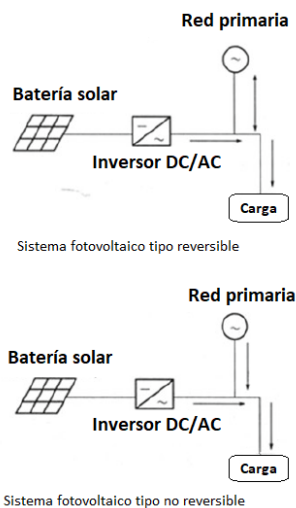 Red primaria
Batería solar
Inversor DC/AC
Carga
Sistema fotovoltaico tipo reversible
Red primaria
Batería solar
Inversor DC/AC
Carga
Sistema fotovoltaico tipo no reversible